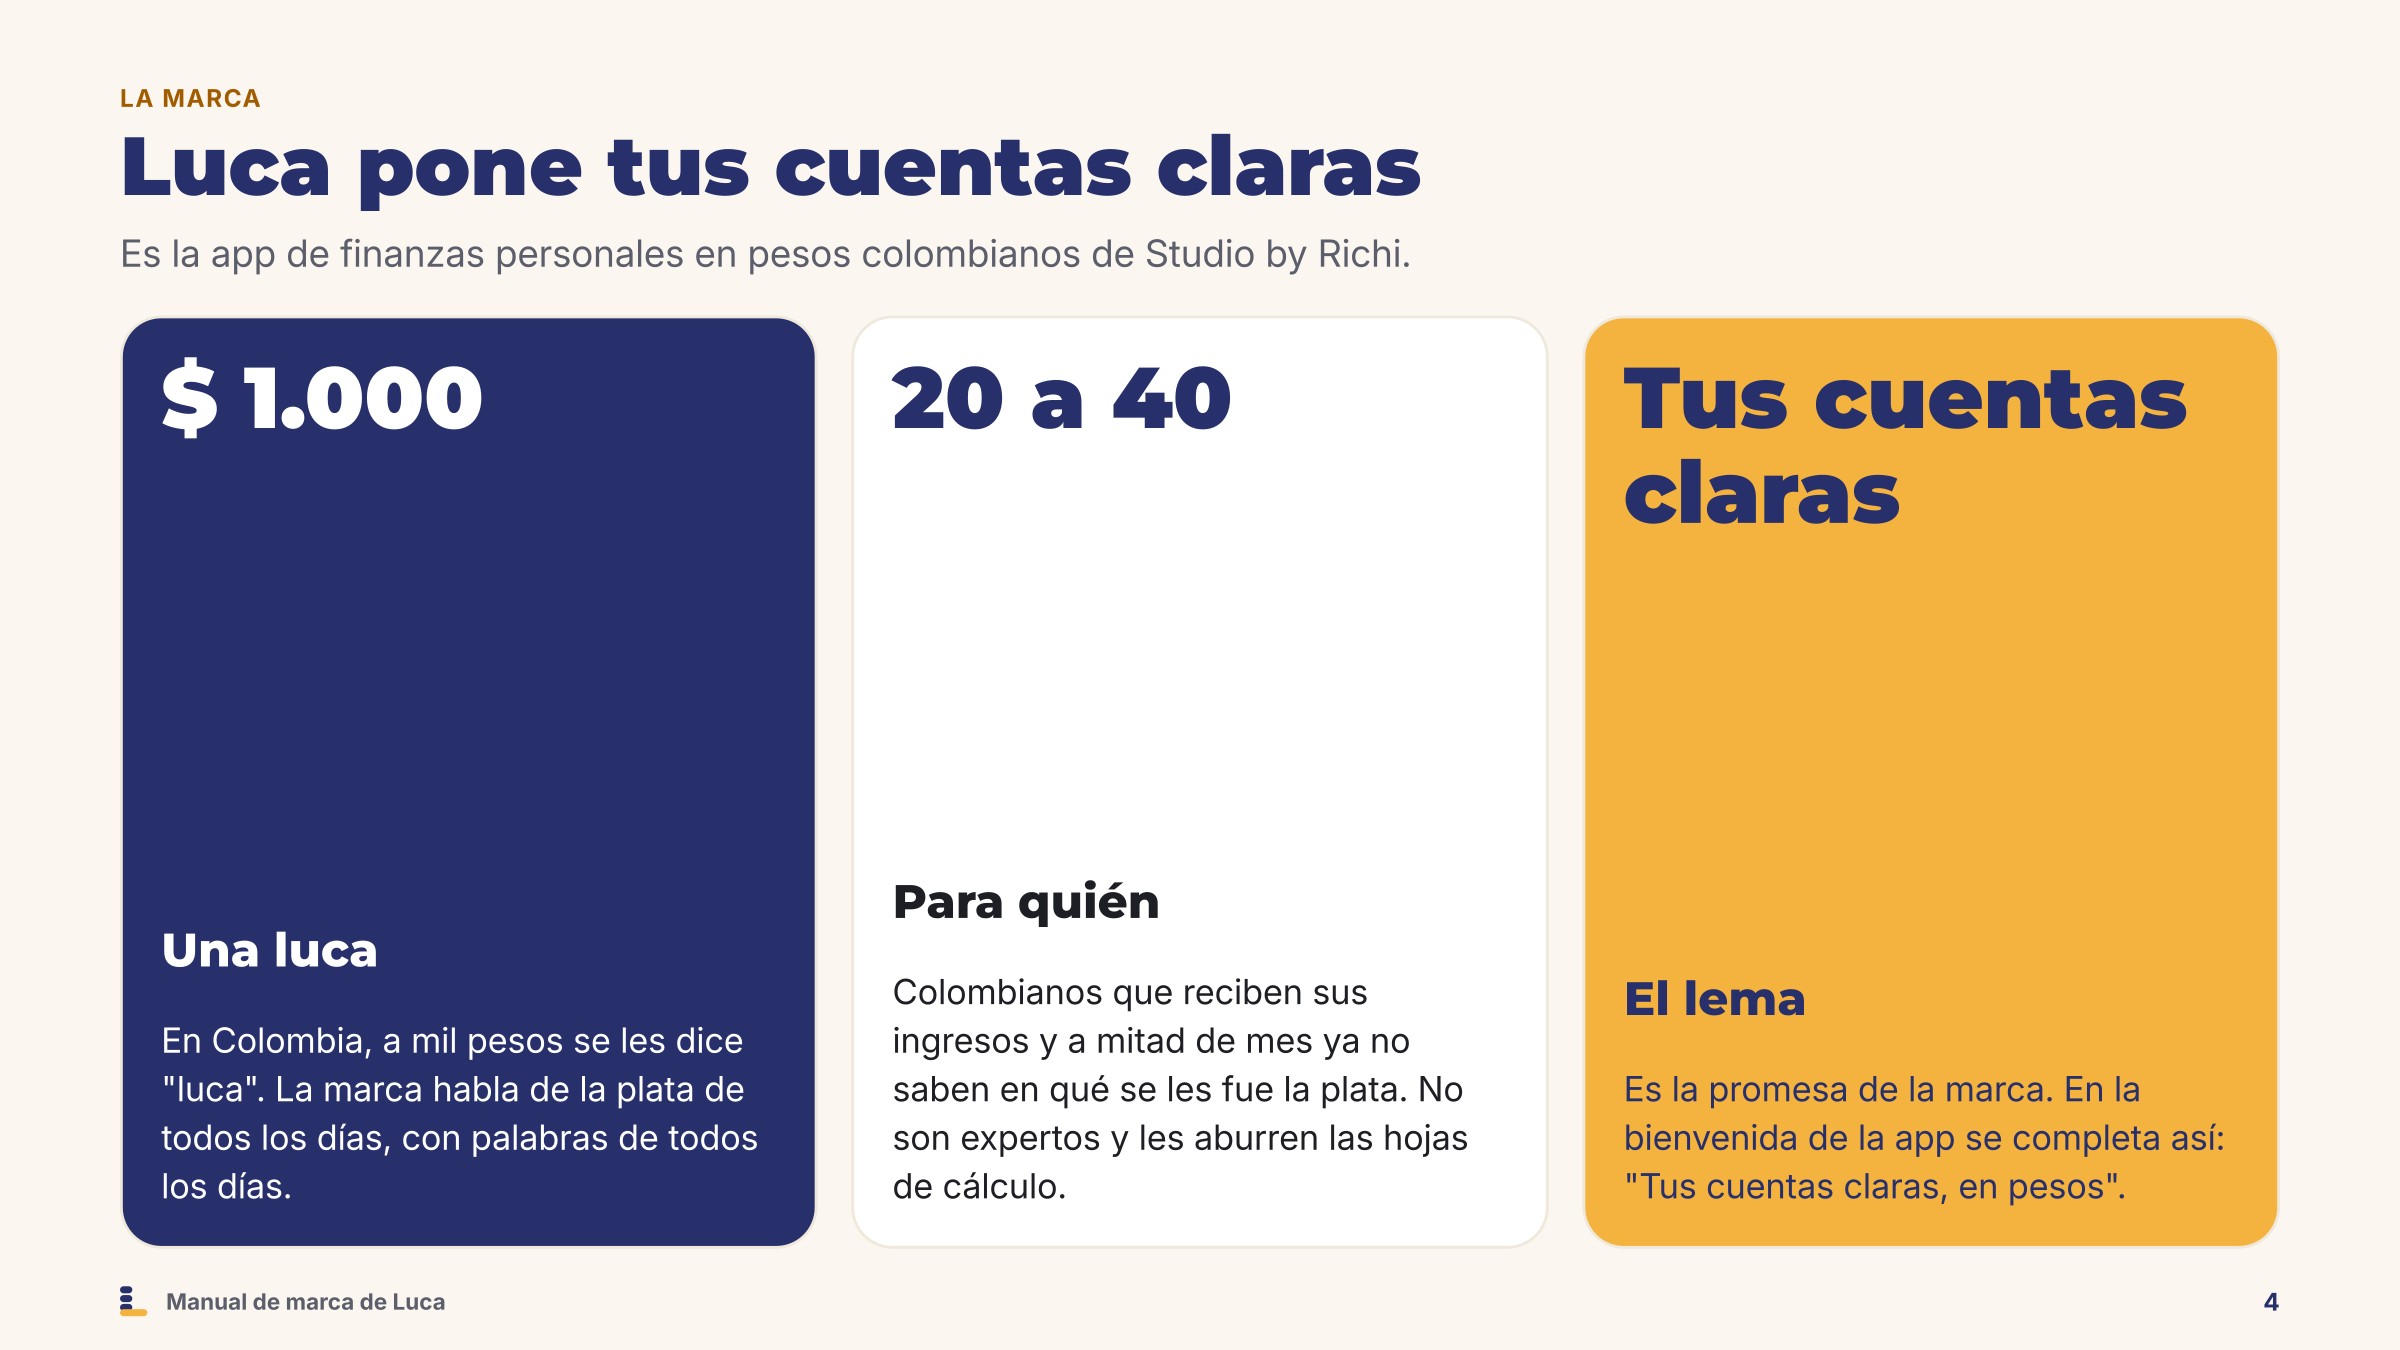 LA MARCA
Luca pone tus cuentas claras
Es la app de finanzas personales en pesos colombianos de Studio by Richi.
$ 1.000
Una luca
En Colombia, a mil pesos se les dice
"luca". La marca habla de la plata de
todos los días, con palabras de todos
los días.
20 a 40
Para quién
Colombianos que reciben sus
ingresos y a mitad de mes ya no
saben en qué se les fue la plata. No
son expertos y les aburren las hojas
de cálculo.
Tus cuentas
claras
El lema
Es la promesa de la marca. En la
bienvenida de la app se completa así:
"Tus cuentas claras, en pesos".
Manual de marca de Luca
4